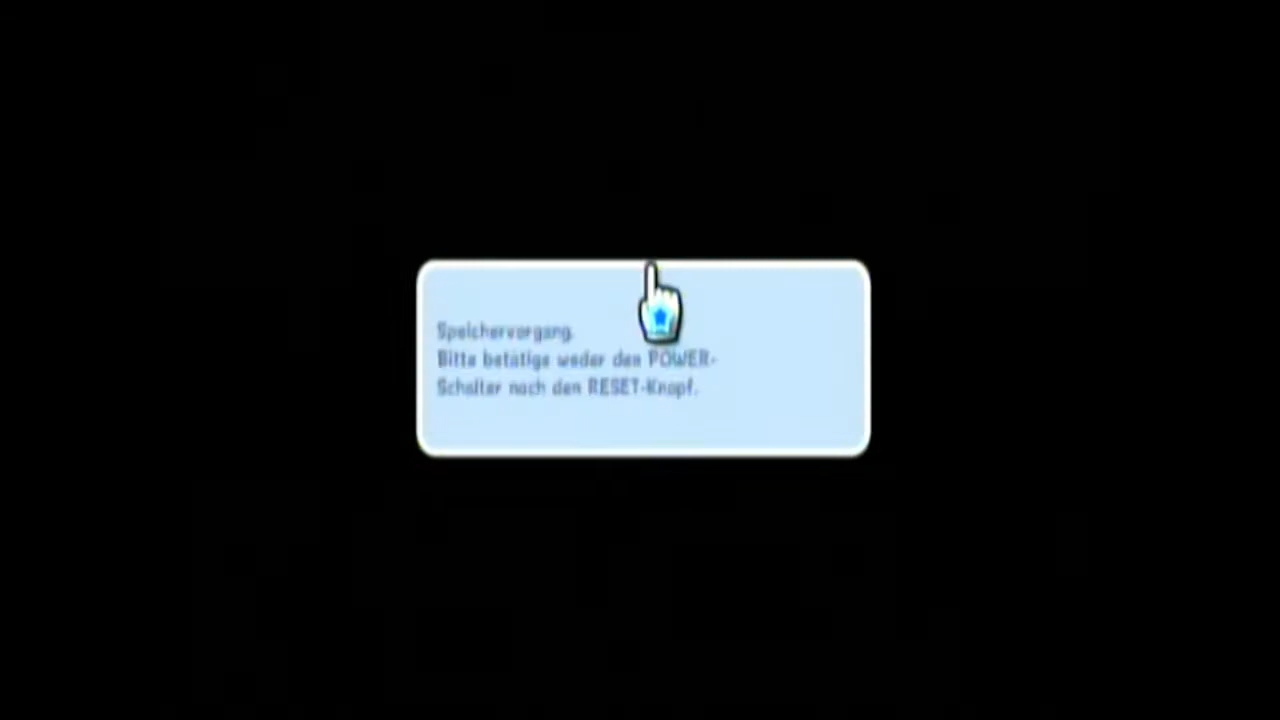 Speichervorgang.
Bitte betätige weder den POWER-
Schalter noch den RESET-Knopf.